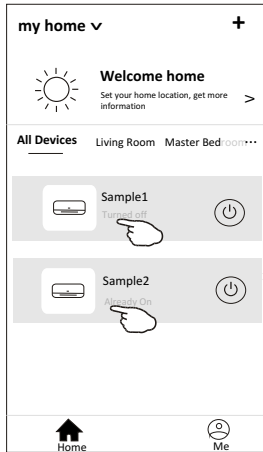 my home
Welcome home
Set your home location, get more
information
All Devices Living Room Master Bedroom ...
Sample1
Turned off
Sample2
Already On
Home
Me